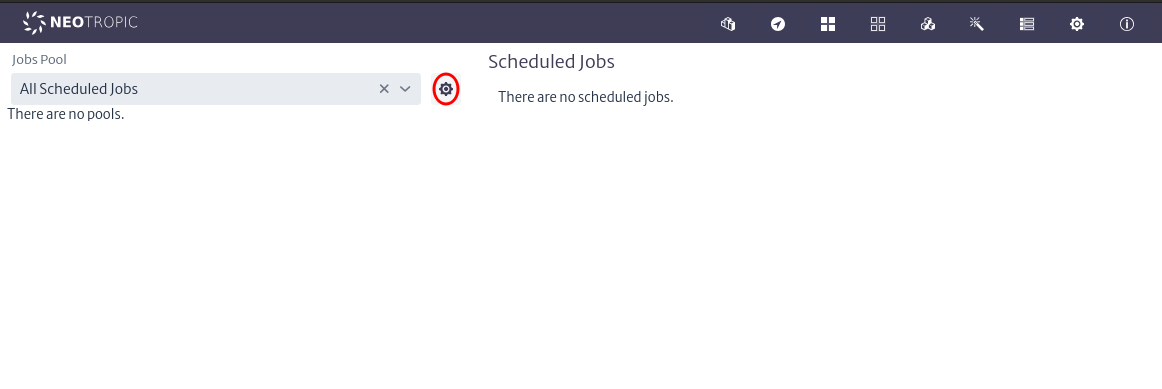 NEOTROPIC
Jobs Pool
All Scheduled Jobs
There are no pools.
Scheduled Jobs
There are no scheduled jobs.